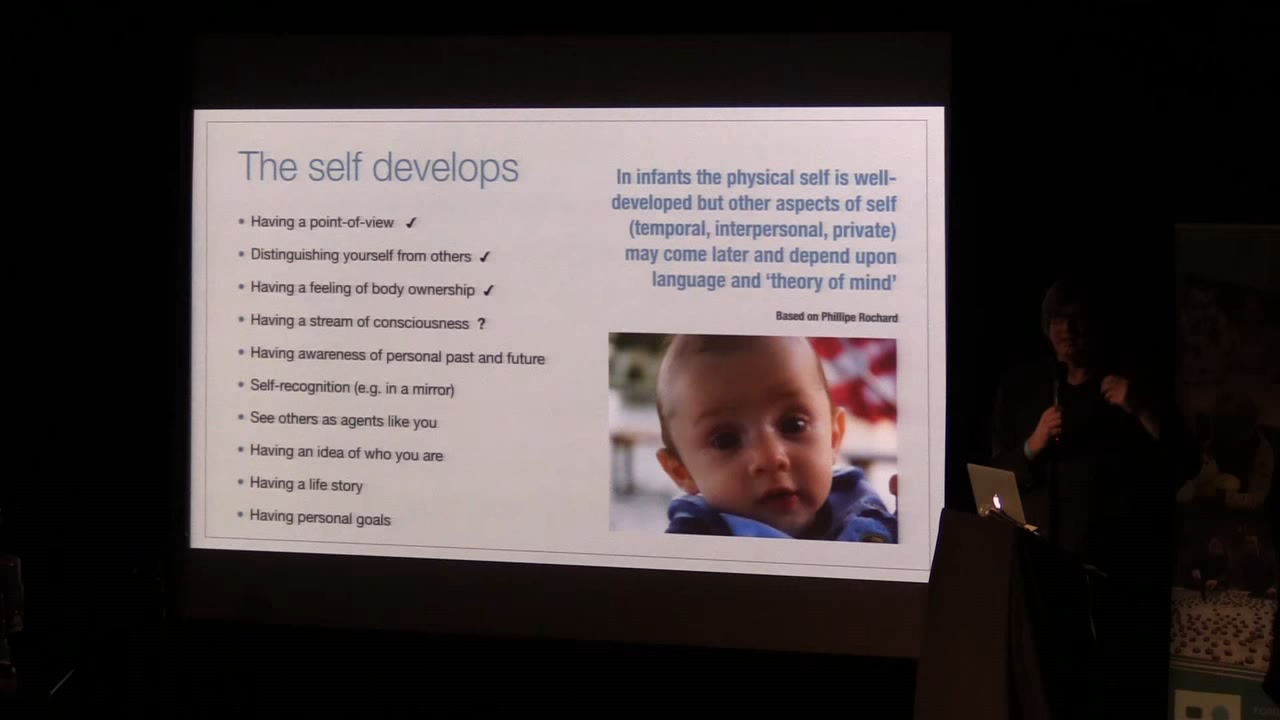 The self develops
• Having a point-of-view ✓
• Distinguishing yourself from others ✓
• Having a feeling of body ownership ✓
• Having a stream of consciousness ?
• Having awareness of personal past and future
• Self-recognition (e.g. in a mirror)
• See others as agents like you
• Having an idea of who you are
• Having a life story
• Having personal goals
In infants the physical self is well-
developed but other aspects of self
(temporal, interpersonal, private)
may come later and depend upon
language and ‘theory of mind’
Based on Phillipe Rochard